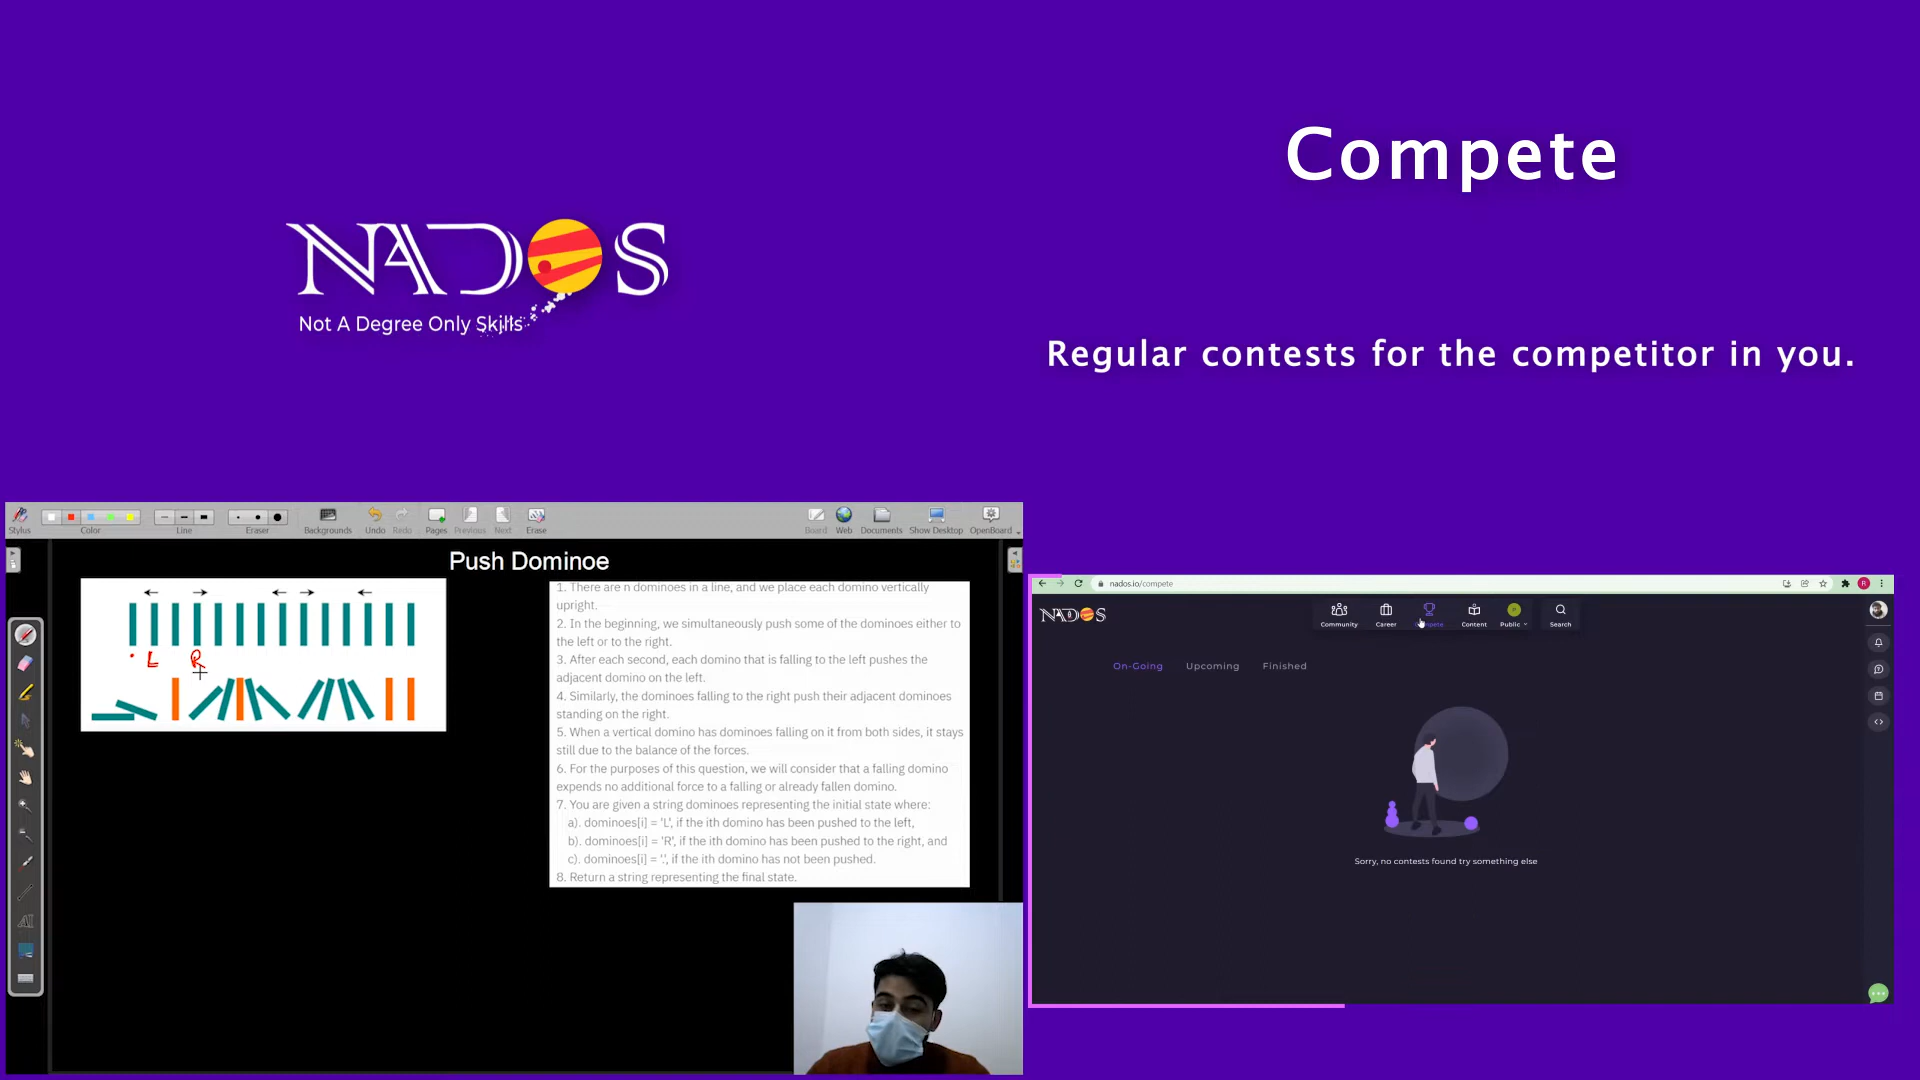 Compete
NADOS
Not A Degree Only Skills
Regular contests for the competitor in you.
Stylus
Color
Line
Eraser
Backgrounds
Undo
Redo
Pages
Previous
Next
Erase
Board
Web
Documents
Show Desktop
OpenBoard
Push Dominoe
1. There are n dominoes in a line, and we place each domino vertically
upright.
2. In the beginning, we simultaneously push some of the dominoes either to
the left or to the right.
3. After each second, each domino that is falling to the left pushes the
adjacent domino on the left.
4. Similarly, the dominoes falling to the right push their adjacent dominoes
standing on the right.
5. When a vertical domino has dominoes falling on it from both sides, it stays
still due to the balance of the forces.
6. For the purposes of this question, we will consider that a falling domino
expends no additional force to a falling or already fallen domino.
7. You are given a string dominoes representing the initial state where:
a). dominoes[i] = 'L', if the ith domino has been pushed to the left,
b). dominoes[i] = 'R', if the ith domino has been pushed to the right, and
c). dominoes[i] = '.', if the ith domino has not been pushed.
8. Return a string representing the final state.
. L R
AI
nados.io/compete
R
NADOS
Community
Career
Compete
Content
Public
Search
On-Going Upcoming Finished
Sorry, no contests found try something else